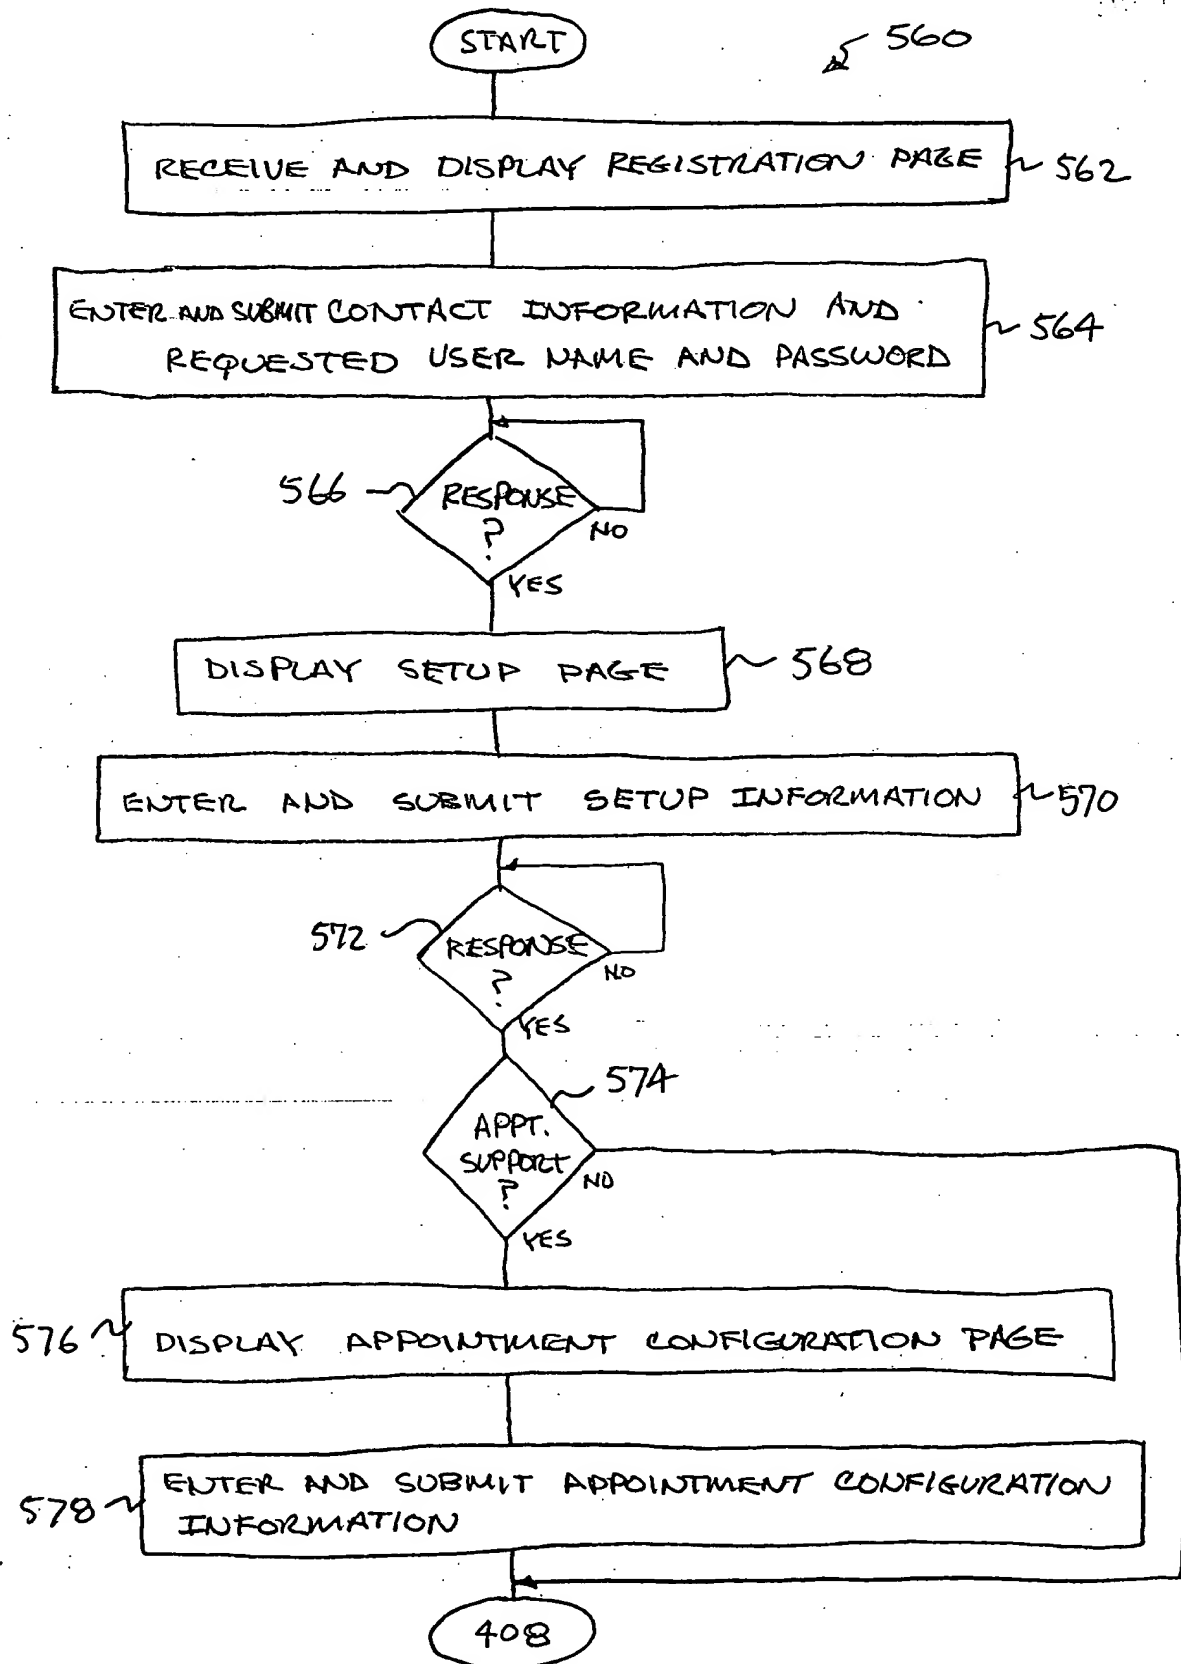 START
560
RECEIVE AND DISPLAY REGISTRATION PAGE
562
ENTER AND SUBMIT CONTACT INFORMATION AND
REQUESTED USER NAME AND PASSWORD
564
566
RESPONSE
?
NO
YES
DISPLAY SETUP PAGE
568
ENTER AND SUBMIT SETUP INFORMATION
570
572
RESPONSE
?
NO
YES
574
APPT.
SUPPORT
?
NO
YES
576
DISPLAY APPOINTMENT CONFIGURATION PAGE
578
ENTER AND SUBMIT APPOINTMENT CONFIGURATION
INFORMATION
408